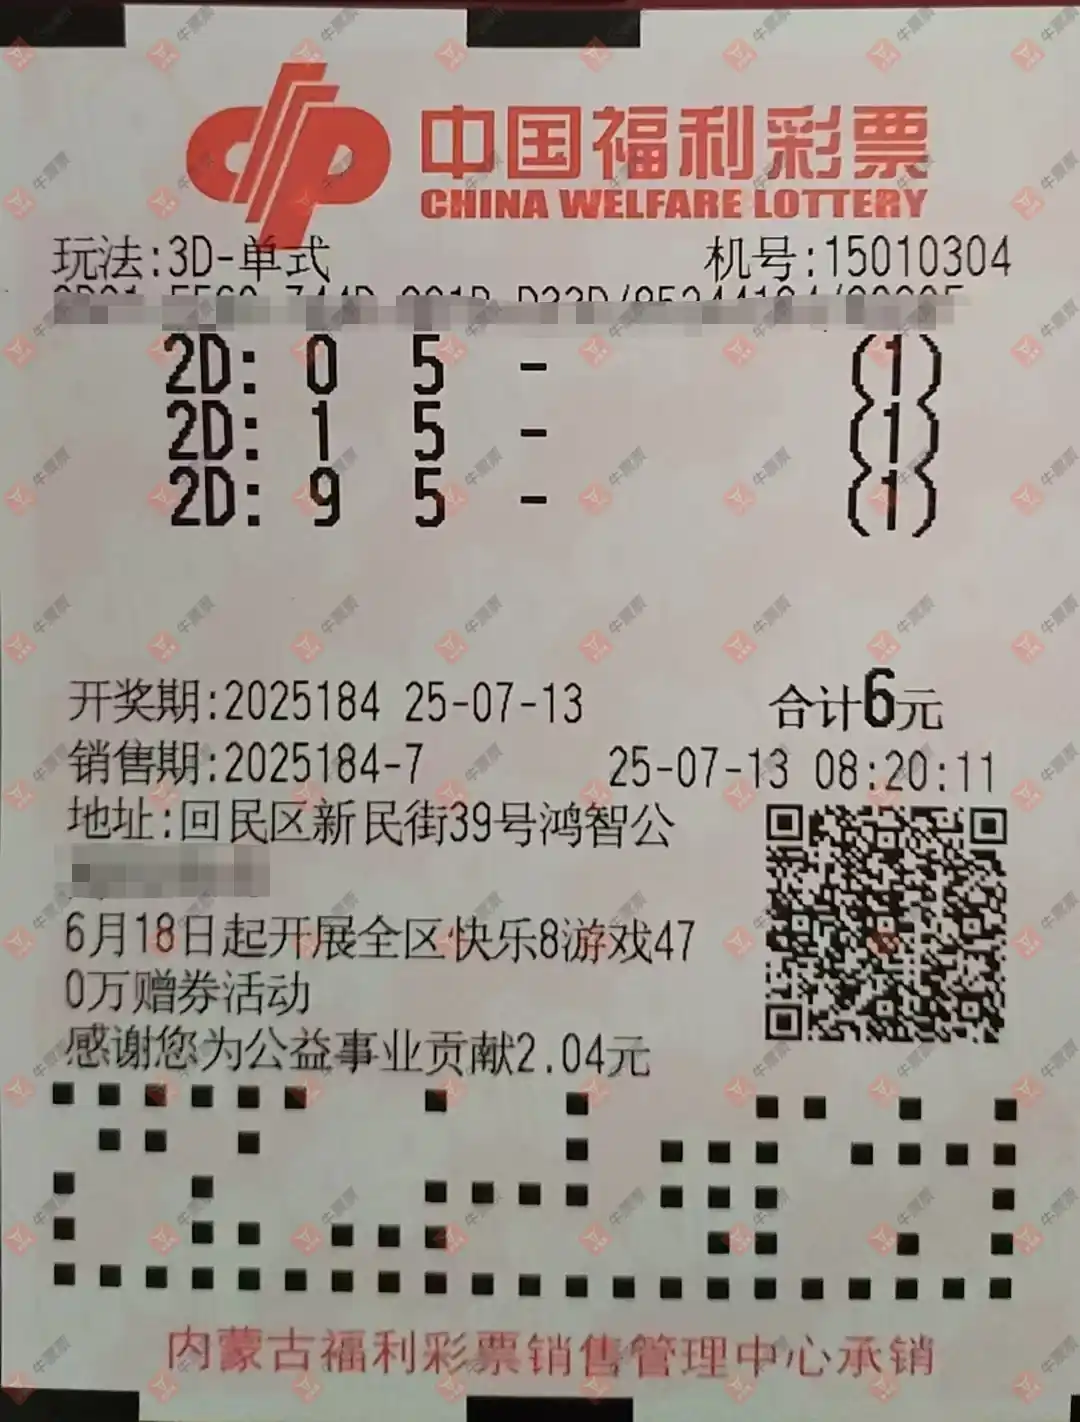 中国福利彩票
CHINA WELFARE LOTTERY
玩法:3D-单式 机号:15010304
2D: 0 5 - (1)
2D: 1 5 - (1)
2D: 9 5 - (1)
开奖期:2025184 25-07-13 合计6元
销售期:2025184-7 25-07-13 08:20:11
地址:回民区新民街39号鸿智公
6月18日起开展全区快乐8游戏47
0万赠券活动
感谢您为公益事业贡献2.04元
内蒙古福利彩票销售管理中心承销
牛票票